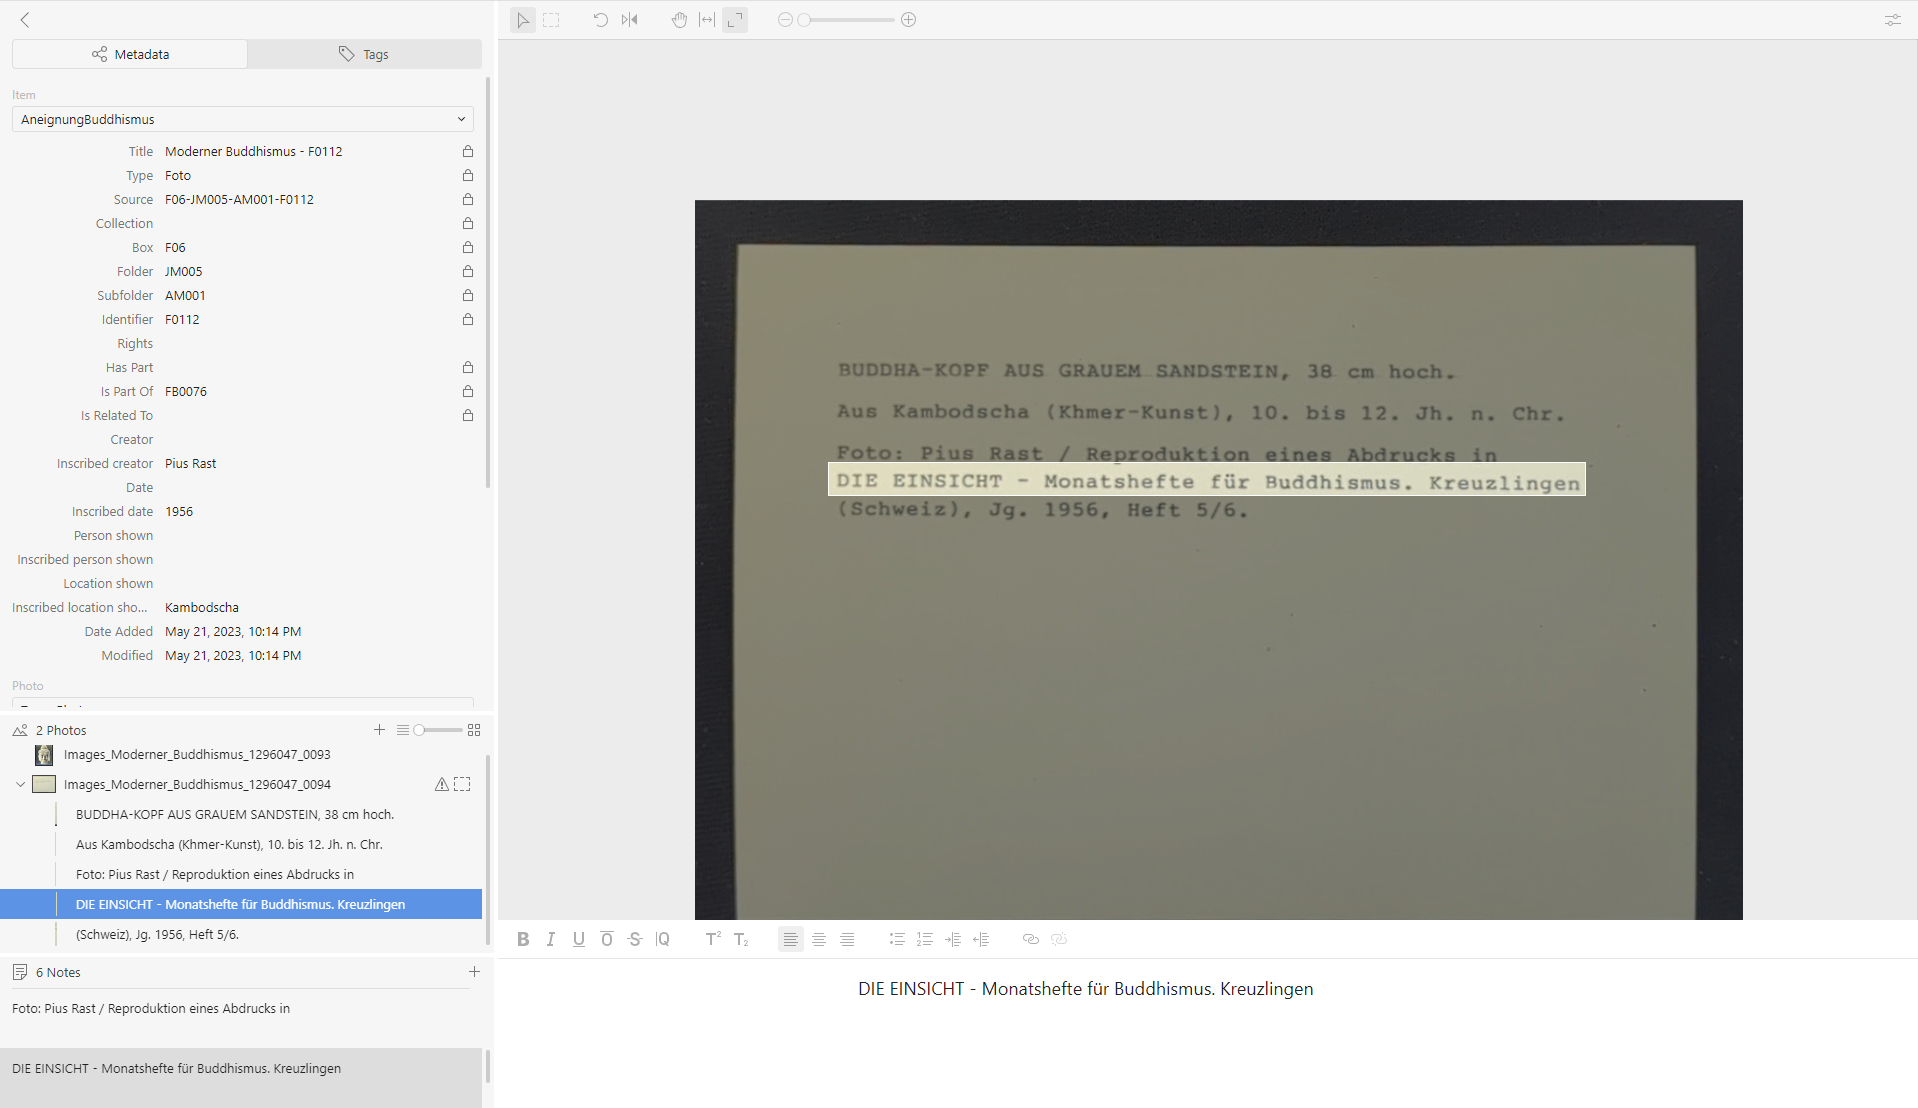 Metadata
Tags
Item
AneignungBuddhismus
Title Moderner Buddhismus - F0112
Type Foto
Source F06-JM005-AM001-F0112
Collection
Box F06
Folder JM005
Subfolder AM001
Identifier F0112
Rights
Has Part
Is Part Of FB0076
Is Related To
Creator
Inscribed creator Pius Rast
Date
Inscribed date 1956
Person shown
Inscribed person shown
Location shown
Inscribed location sho... Kambodscha
Date Added May 21, 2023, 10:14 PM
Modified May 21, 2023, 10:14 PM
Photo
2 Photos
Images_Moderner_Buddhismus_1296047_0093
Images_Moderner_Buddhismus_1296047_0094
BUDDHA-KOPF AUS GRAUEM SANDSTEIN, 38 cm hoch.
Aus Kambodscha (Khmer-Kunst), 10. bis 12. Jh. n. Chr.
Foto: Pius Rast / Reproduktion eines Abdrucks in
DIE EINSICHT - Monatshefte für Buddhismus. Kreuzlingen
(Schweiz), Jg. 1956, Heft 5/6.
6 Notes
Foto: Pius Rast / Reproduktion eines Abdrucks in
DIE EINSICHT - Monatshefte für Buddhismus. Kreuzlingen
BUDDHA-KOPF AUS GRAUEM SANDSTEIN, 38 cm hoch.
Aus Kambodscha (Khmer-Kunst), 10. bis 12. Jh. n. Chr.
Foto: Pius Rast / Reproduktion eines Abdrucks in
DIE EINSICHT - Monatshefte für Buddhismus. Kreuzlingen
(Schweiz), Jg. 1956, Heft 5/6.
B I U O S Q T2 T2
DIE EINSICHT - Monatshefte für Buddhismus. Kreuzlingen